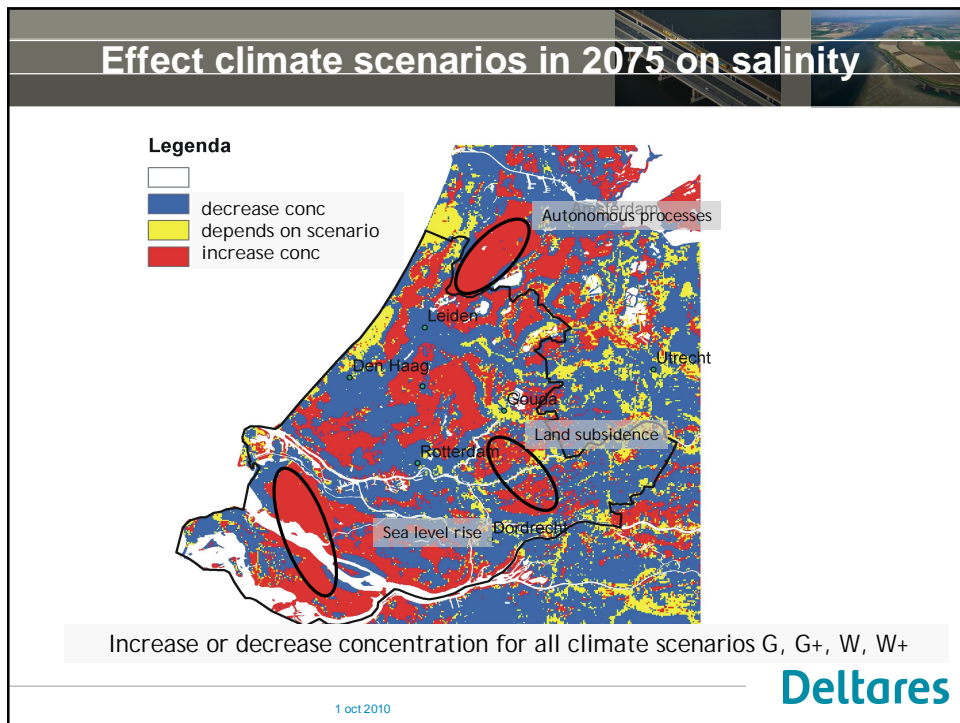 Effect climate scenarios in 2075 on salinity
Legenda
decrease conc
depends on scenario
increase conc
Amsterdam
Autonomous processes
Leiden
Den Haag
Utrecht
Gouda
Land subsidence
Rotterdam
Sea level rise
Dordrecht
Increase or decrease concentration for all climate scenarios G, G+, W, W+
Deltares
1 oct 2010